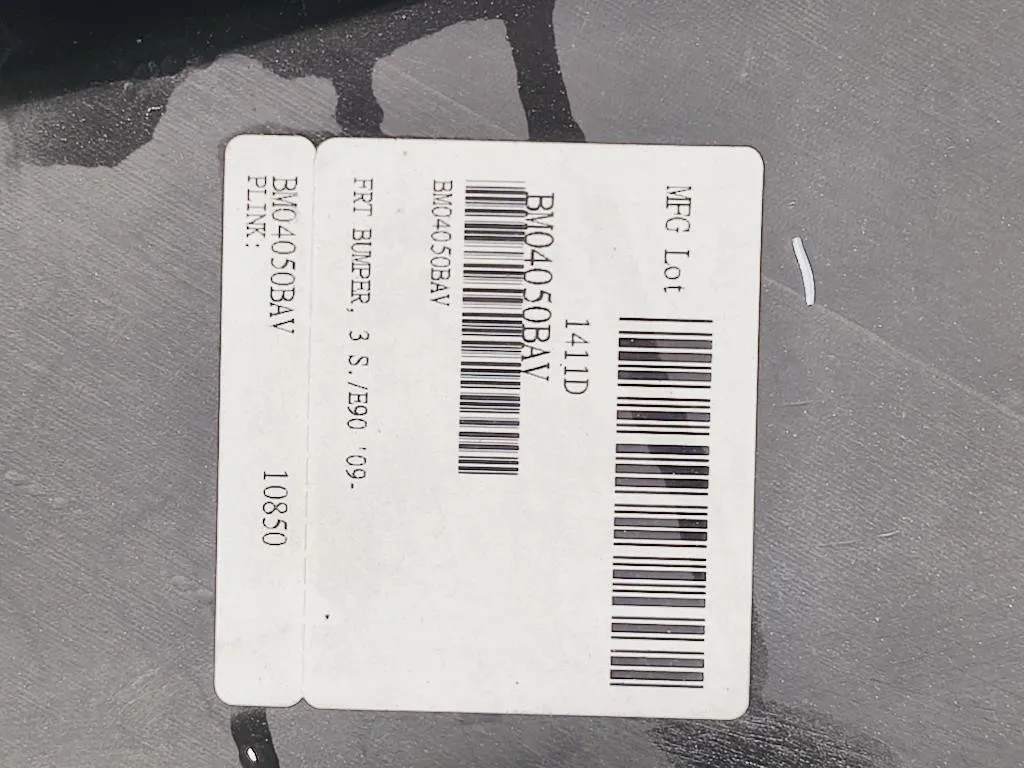 MFG Lot
1411D
BM04050BAV
BM04050BAV
FRT BUMPER, 3 S /E90 '09-
BM04050BAV 10850
PLINK: